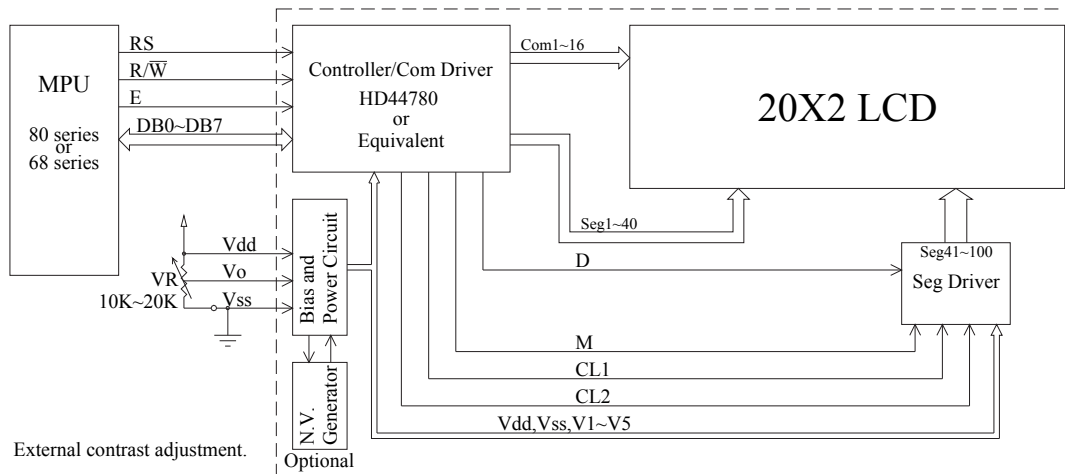 MPU
80 series
or
68 series
RS
R/W̅
E
DB0~DB7
Controller/Com Driver
HD44780
or
Equivalent
Com1~16
20X2 LCD
Seg1~40
Seg41~100
Seg Driver
D
M
CL1
CL2
Vdd,Vss,V1~V5
Vdd
Vo
Vss
VR
10K~20K
Bias and
Power Circuit
N.V.
Generator
Optional
External contrast adjustment.